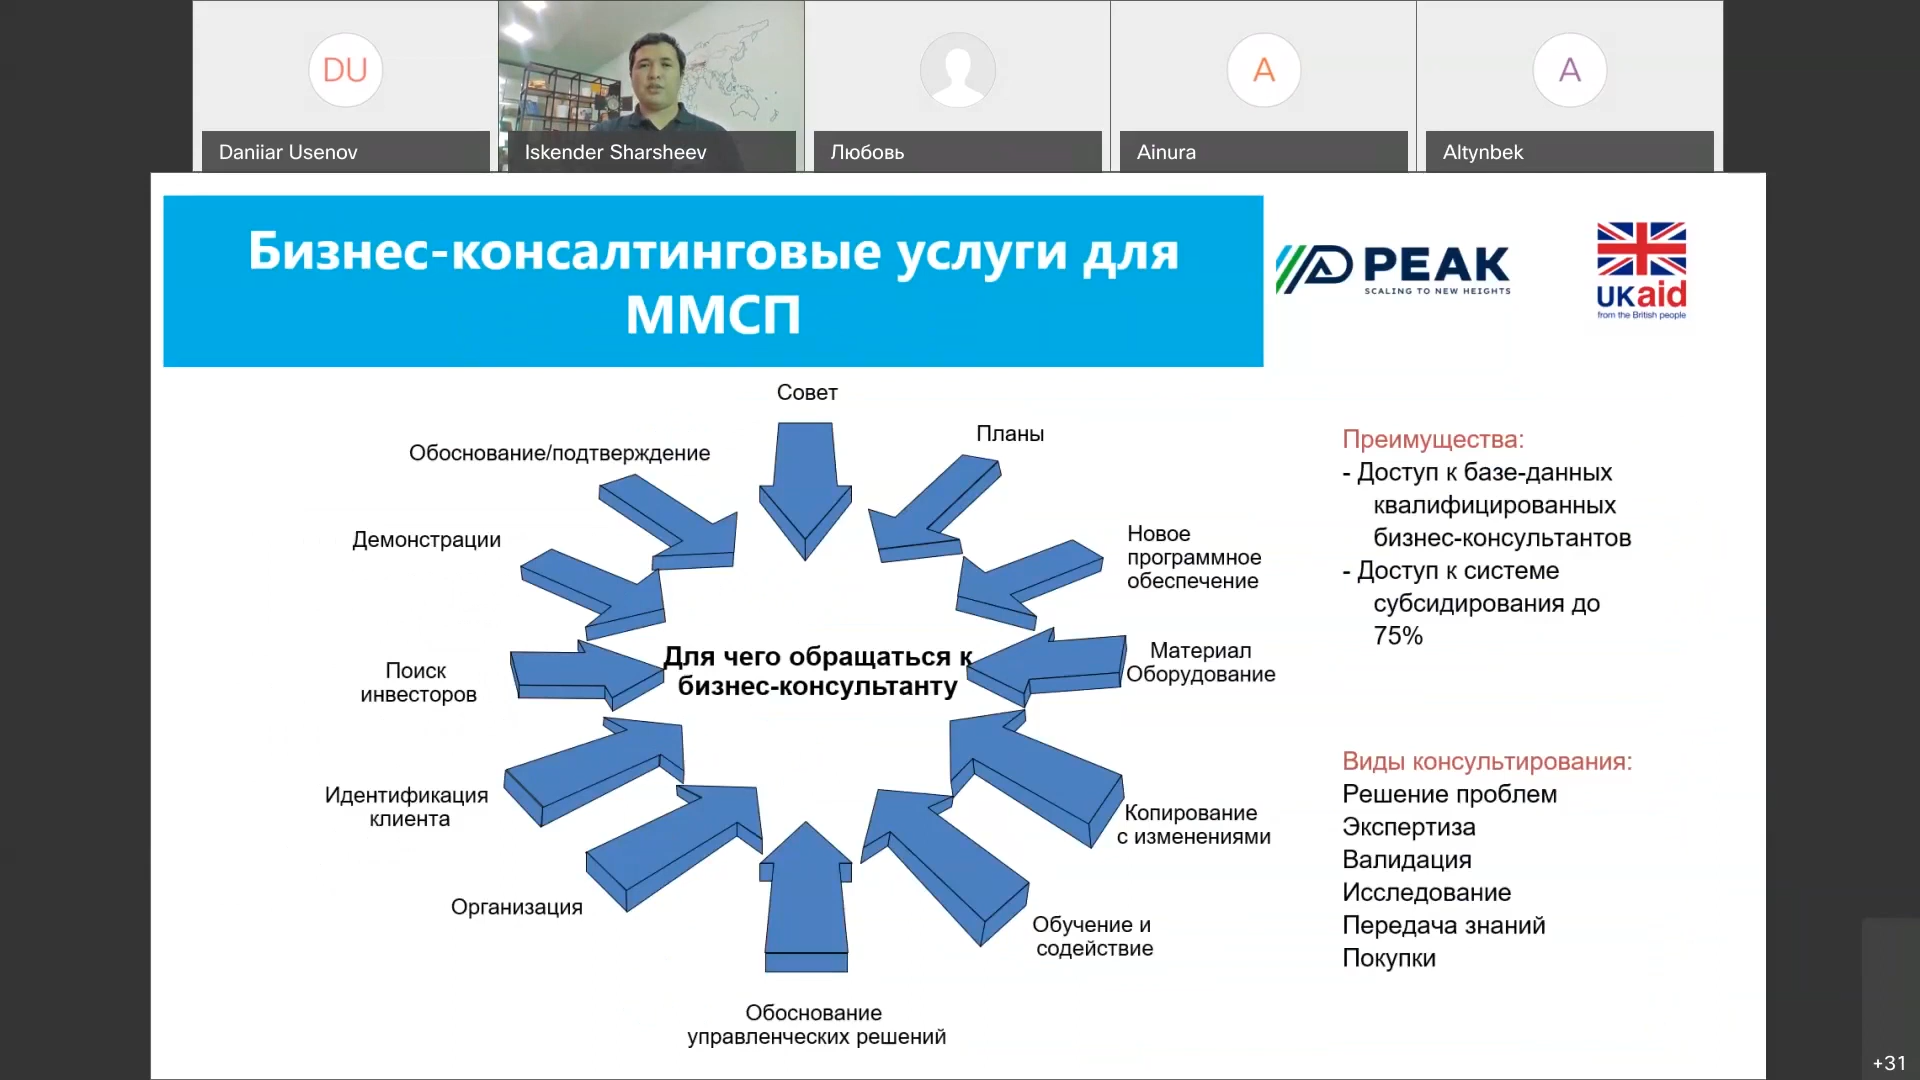 DU
A
A
Daniiar Usenov
Iskender Sharsheev
Любовь
Ainura
Altynbek
Бизнес-консалтинговые услуги для
ММСП
PEAK
SCALING TO NEW HEIGHTS
UKaid
from the British people
Совет
Планы
Обоснование/подтверждение
Демонстрации
Новое
программное
обеспечение
Поиск
инвесторов
Для чего обращаться к
бизнес-консультанту
Материал
Оборудование
Идентификация
клиента
Копирование
с изменениями
Организация
Обучение и
содействие
Обоснование
управленческих решений
Преимущества:
- Доступ к базе-данных
квалифицированных
бизнес-консультантов
- Доступ к системе
субсидирования до
75%
Виды консультирования:
Решение проблем
Экспертиза
Валидация
Исследование
Передача знаний
Покупки
+31